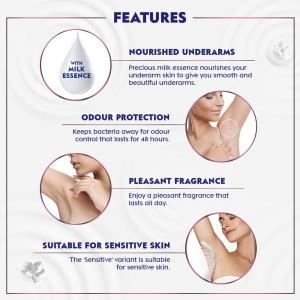 FEATURES
WITH
MILK
ESSENCE
NOURISHED UNDERARMS
Precious milk essence nourishes your
underarm skin to give you smooth and
beautiful underarms.
ODOUR PROTECTION
Keeps bacteria away for odour
control that lasts for 48 hours.
PLEASANT FRAGRANCE
Enjoy a pleasant fragrance that
lasts all day.
SUITABLE FOR SENSITIVE SKIN
The 'Sensitive' variant is suitable
for sensitive skin.